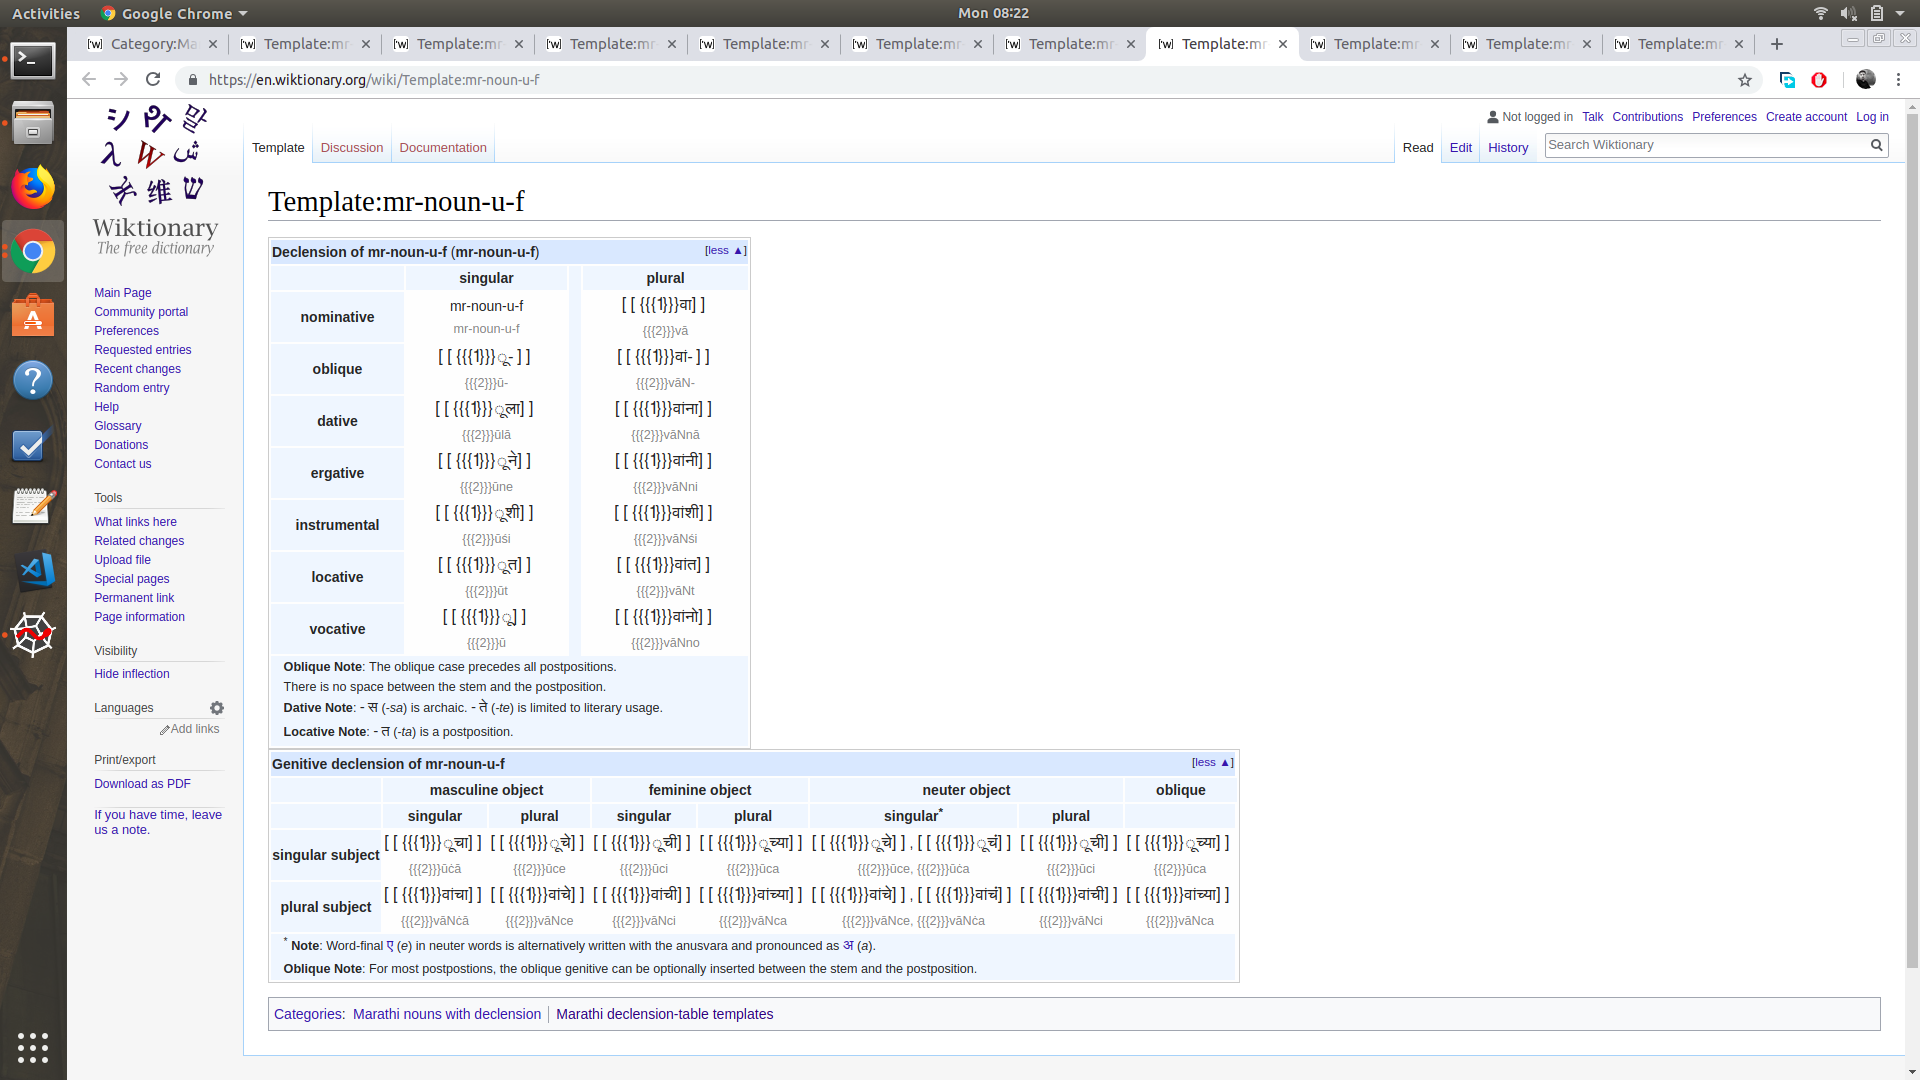 Activities
Google Chrome
Mon 08:22
Category:Ma
Template:mr
Template:mr
Template:mr
Template:mr
Template:mr
Template:mr
Template:mr
Template:mr
Template:mr
Template:mr
https://en.wiktionary.org/wiki/Template:mr-noun-u-f
Not logged in Talk Contributions Preferences Create account Log in
Template Discussion Documentation
Read Edit History
Search Wiktionary
Wiktionary
The free dictionary
Main Page
Community portal
Preferences
Requested entries
Recent changes
Random entry
Help
Glossary
Donations
Contact us
Tools
What links here
Related changes
Upload file
Special pages
Permanent link
Page information
Visibility
Hide inflection
Languages
Add links
Print/export
Download as PDF
If you have time, leave
us a note.
Template:mr-noun-u-f
Declension of mr-noun-u-f (mr-noun-u-f) [less ▲]
singular plural
nominative mr-noun-u-f [ [ {{{1}}}वा] ]
mr-noun-u-f {{{2}}}vā
oblique [ [ {{{1}}}ू- ] ] [ [ {{{1}}}वां- ] ]
{{{2}}}ū- {{{2}}}vāN-
dative [ [ {{{1}}}ूला] ] [ [ {{{1}}}वांना] ]
{{{2}}}ūlā {{{2}}}vāNnā
ergative [ [ {{{1}}}ूने] ] [ [ {{{1}}}वांनी] ]
{{{2}}}ūne {{{2}}}vāNni
instrumental [ [ {{{1}}}ूशी] ] [ [ {{{1}}}वांशी] ]
{{{2}}}ūśi {{{2}}}vāNśi
locative [ [ {{{1}}}ूत] ] [ [ {{{1}}}वांत] ]
{{{2}}}ūt {{{2}}}vāNt
vocative [ [ {{{1}}}ू] ] [ [ {{{1}}}वांनो] ]
{{{2}}}ū {{{2}}}vāNno
Oblique Note: The oblique case precedes all postpositions.
There is no space between the stem and the postposition.
Dative Note: - स (-sa) is archaic. - ते (-te) is limited to literary usage.
Locative Note: - त (-ta) is a postposition.
Genitive declension of mr-noun-u-f [less ▲]
masculine object feminine object neuter object oblique
singular plural singular plural singular* plural
singular subject [ [ {{{1}}}ूचा] ] [ [ {{{1}}}ूचे] ] [ [ {{{1}}}ूची] ] [ [ {{{1}}}ूच्या] ] [ [ {{{1}}}ूचे] ] , [ [ {{{1}}}ूचं] ] [ [ {{{1}}}ूची] ] [ [ {{{1}}}ूच्या] ]
{{{2}}}ūċā {{{2}}}ūce {{{2}}}ūci {{{2}}}ūca {{{2}}}ūce, {{{2}}}ūċa {{{2}}}ūci {{{2}}}ūca
plural subject [ [ {{{1}}}वांचा] ] [ [ {{{1}}}वांचे] ] [ [ {{{1}}}वांची] ] [ [ {{{1}}}वांच्या] ] [ [ {{{1}}}वांचे] ] , [ [ {{{1}}}वांचं] ] [ [ {{{1}}}वांची] ] [ [ {{{1}}}वांच्या] ]
{{{2}}}vāNċā {{{2}}}vāNce {{{2}}}vāNci {{{2}}}vāNca {{{2}}}vāNce, {{{2}}}vāNċa {{{2}}}vāNci {{{2}}}vāNca
* Note: Word-final ए (e) in neuter words is alternatively written with the anusvara and pronounced as अ (a).
Oblique Note: For most postpostions, the oblique genitive can be optionally inserted between the stem and the postposition.
Categories: Marathi nouns with declension Marathi declension-table templates